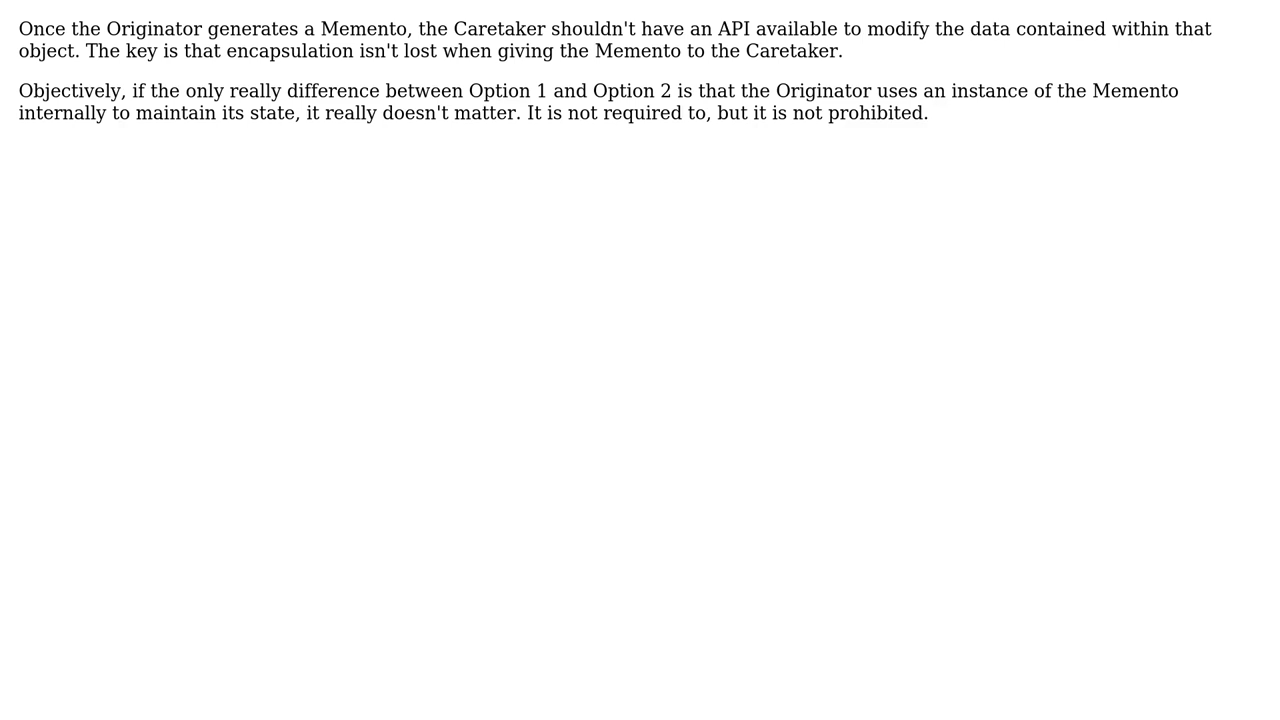 Once the Originator generates a Memento, the Caretaker shouldn't have an API available to modify the data contained within that
object. The key is that encapsulation isn't lost when giving the Memento to the Caretaker.
Objectively, if the only really difference between Option 1 and Option 2 is that the Originator uses an instance of the Memento
internally to maintain its state, it really doesn't matter. It is not required to, but it is not prohibited.